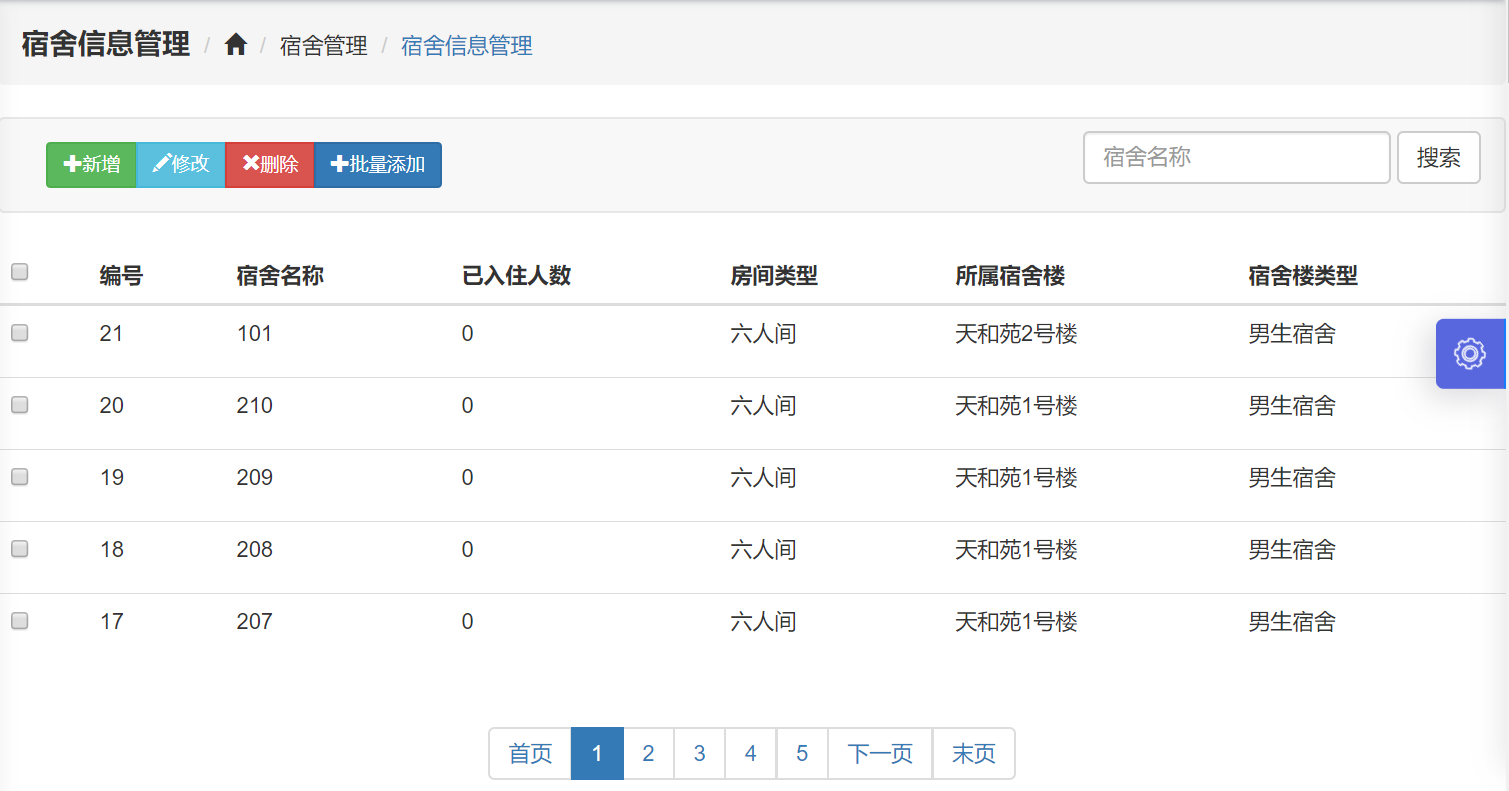 宿舍信息管理 / / 宿舍管理 / 宿舍信息管理
新增 修改 删除 批量添加 宿舍名称 搜索
编号 宿舍名称 已入住人数 房间类型 所属宿舍楼 宿舍楼类型
21 101 0 六人间 天和苑2号楼 男生宿舍
20 210 0 六人间 天和苑1号楼 男生宿舍
19 209 0 六人间 天和苑1号楼 男生宿舍
18 208 0 六人间 天和苑1号楼 男生宿舍
17 207 0 六人间 天和苑1号楼 男生宿舍
首页 1 2 3 4 5 下一页 末页